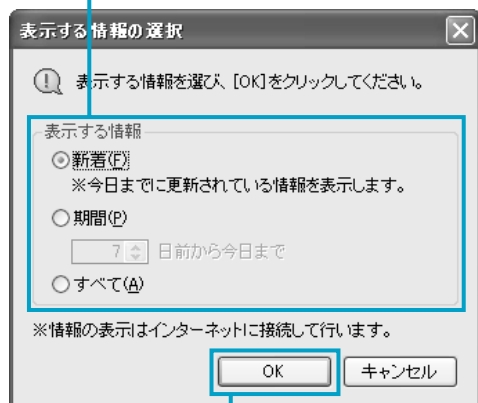 表示する情報の選択
表示する情報を選び、[OK]をクリックしてください。
表示する情報
新着(F)
※今日までに更新されている情報を表示します。
期間(P)
7 日前から今日まで
すべて(A)
※情報の表示はインターネットに接続して行います。
OK キャンセル